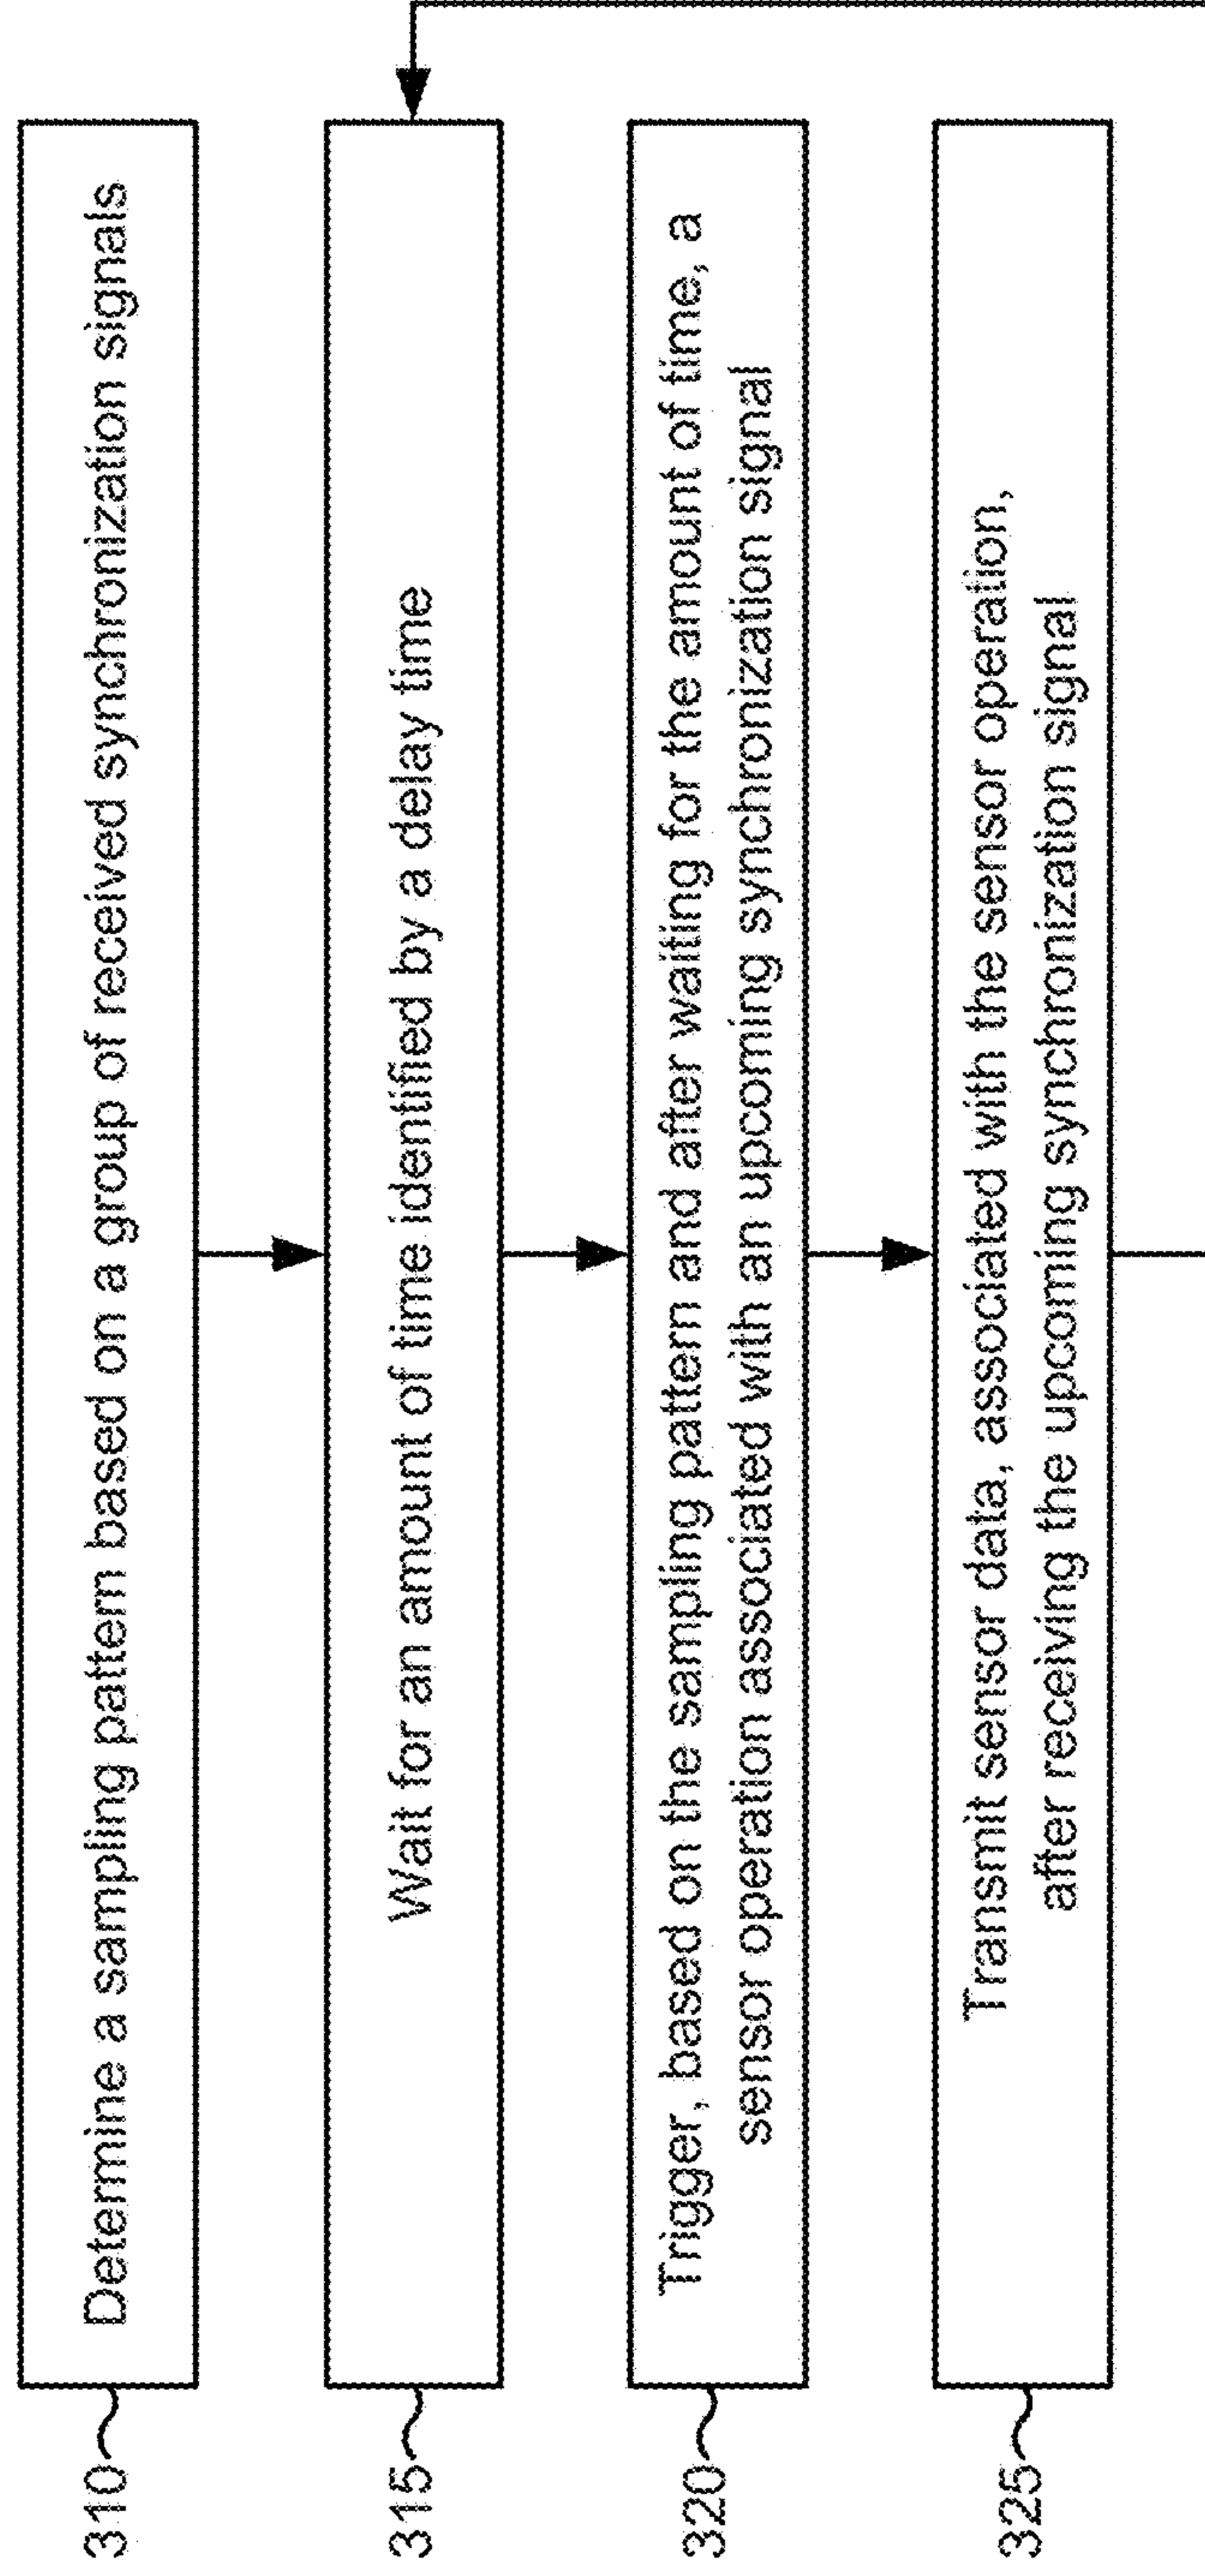 310
Determine a sampling pattern based on a group of received synchronization signals
315
Wait for an amount of time identified by a delay time
320
Trigger, based on the sampling pattern and after waiting for the amount of time, a
sensor operation associated with an upcoming synchronization signal
325
Transmit sensor data, associated with the sensor operation,
after receiving the upcoming synchronization signal